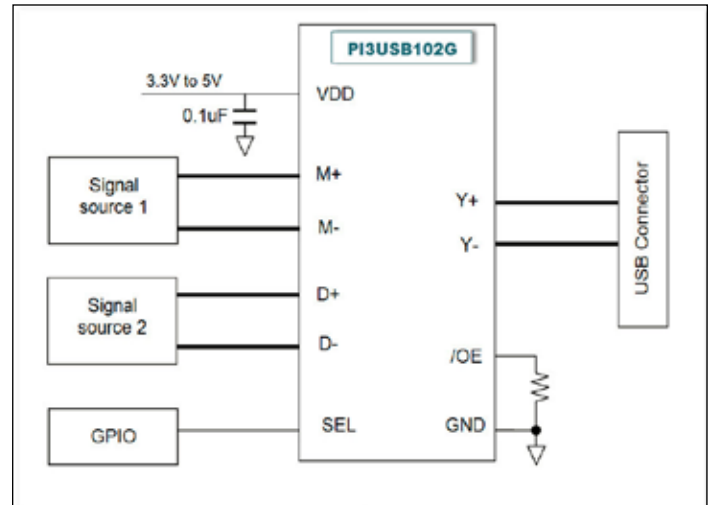 PI3USB102G
3.3V to 5V
VDD
0.1uF
Signal
source 1
M+
M-
Y+
Y-
USB Connector
Signal
source 2
D+
D-
/OE
GPIO
SEL
GND